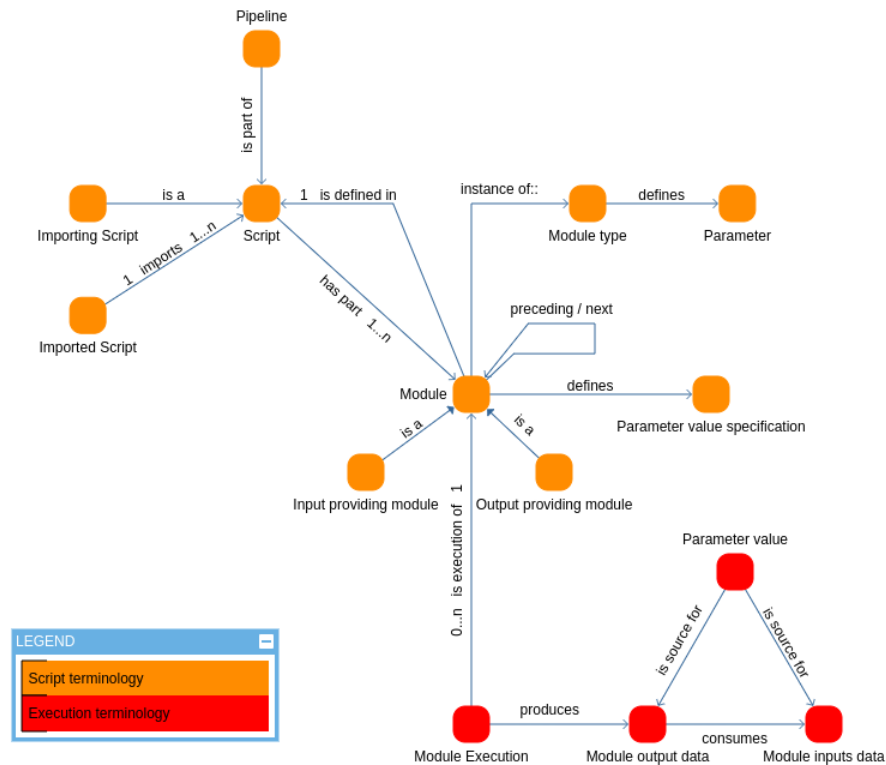 Pipeline
is part of
is a
1 is defined in
instance of::
defines
Importing Script
Script
Module type
Parameter
1 imports 1...n
has part 1...n
preceding / next
Imported Script
Module
defines
is a
is a
Parameter value specification
Input providing module
Output providing module
0...n is execution of 1
Parameter value
is source for
is source for
LEGEND
Script terminology
Execution terminology
produces
consumes
Module Execution
Module output data
Module inputs data